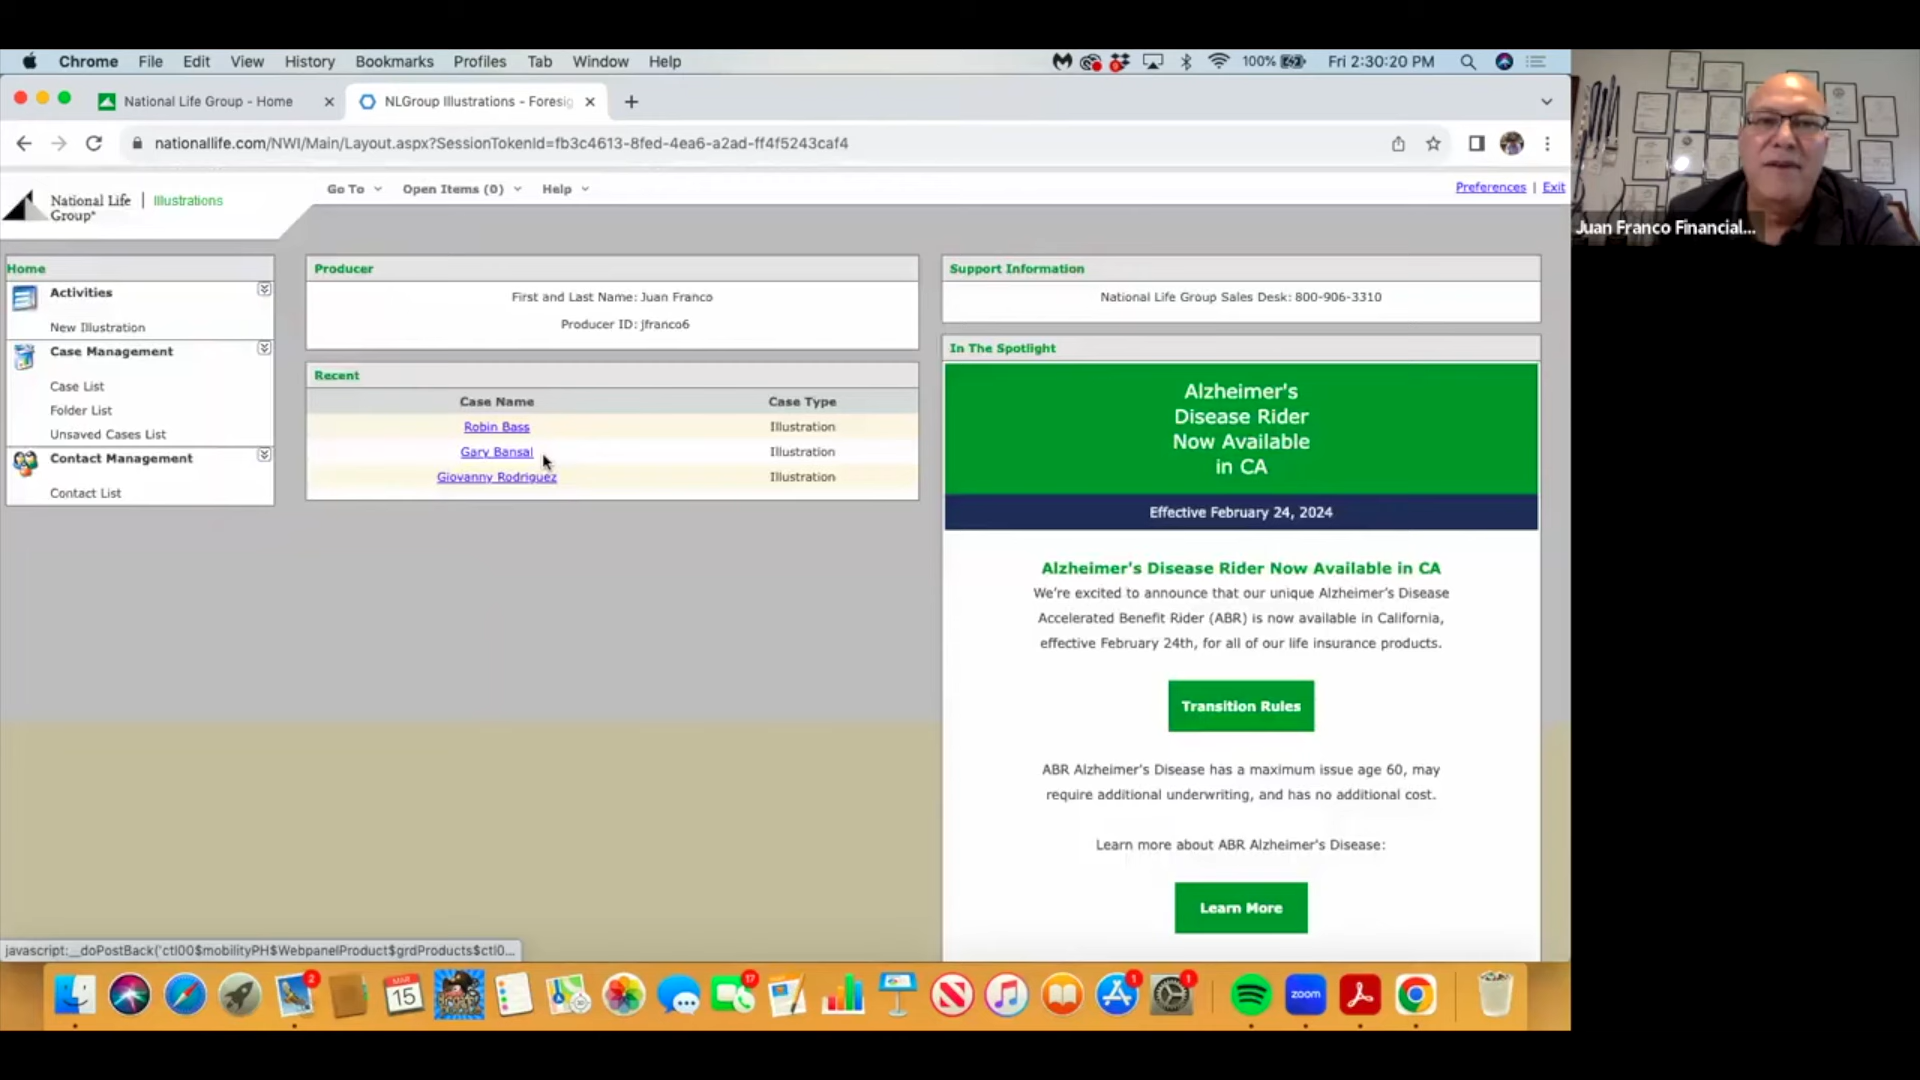 Chrome File Edit View History Bookmarks Profiles Tab Window Help
100% Fri 2:30:20 PM
National Life Group - Home
NLGroup Illustrations - Foresig
nationallife.com/NWI/Main/Layout.aspx?SessionTokenId=fb3c4613-8fed-4ea6-a2ad-ff4f5243caf4
National Life Group®
Illustrations
Go To
Open Items (0)
Help
Preferences | Exit
Home
Activities
New Illustration
Case Management
Case List
Folder List
Unsaved Cases List
Contact Management
Contact List
Producer
First and Last Name: Juan Franco
Producer ID: jfranco6
Recent
Case Name Case Type
Robin Bass Illustration
Gary Bansal Illustration
Giovanny Rodriguez Illustration
Support Information
National Life Group Sales Desk: 800-906-3310
In The Spotlight
Alzheimer's
Disease Rider
Now Available
in CA
Effective February 24, 2024
Alzheimer's Disease Rider Now Available in CA
We're excited to announce that our unique Alzheimer's Disease
Accelerated Benefit Rider (ABR) is now available in California,
effective February 24th, for all of our life insurance products.
Transition Rules
ABR Alzheimer's Disease has a maximum issue age 60, may
require additional underwriting, and has no additional cost.
Learn more about ABR Alzheimer's Disease:
Learn More
javascript:__doPostBack('ctl00$mobilityPH$WebpanelProduct$grdProducts$ctl0...
Juan Franco Financial...
2
MAR
15
17
1
1
zoom